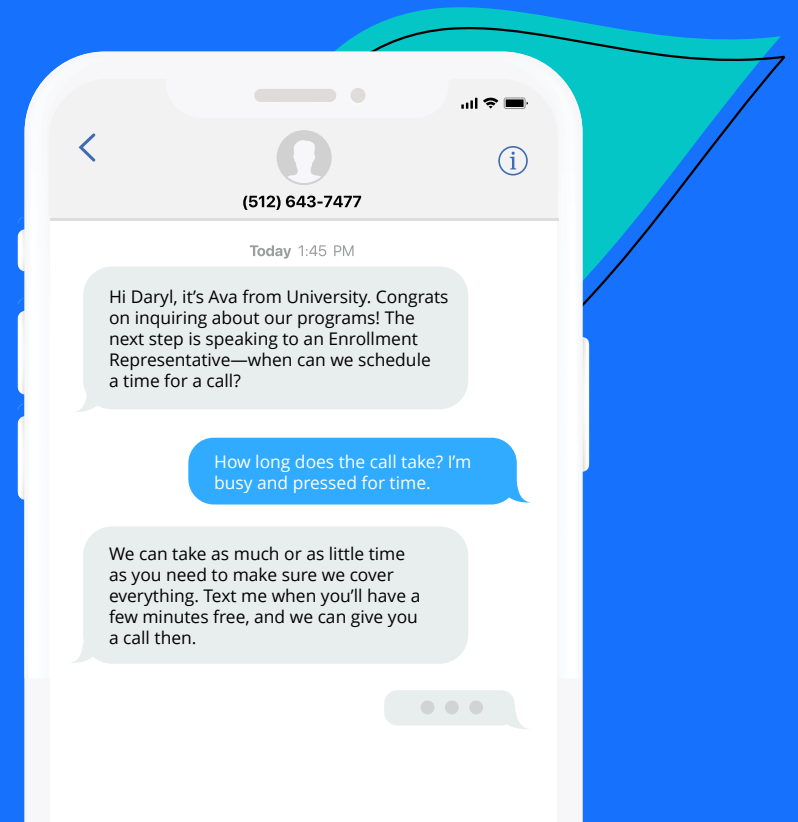 (512) 643-7477
Today 1:45 PM
Hi Daryl, it’s Ava from University. Congrats
on inquiring about our programs! The
next step is speaking to an Enrollment
Representative—when can we schedule
a time for a call?
How long does the call take? I’m
busy and pressed for time.
We can take as much or as little time
as you need to make sure we cover
everything. Text me when you’ll have a
few minutes free, and we can give you
a call then.